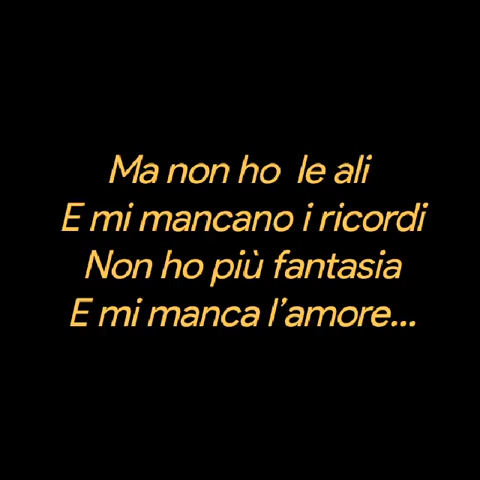 Ma non ho le ali
E mi mancano i ricordi
Non ho più fantasia
E mi manca l’amore...